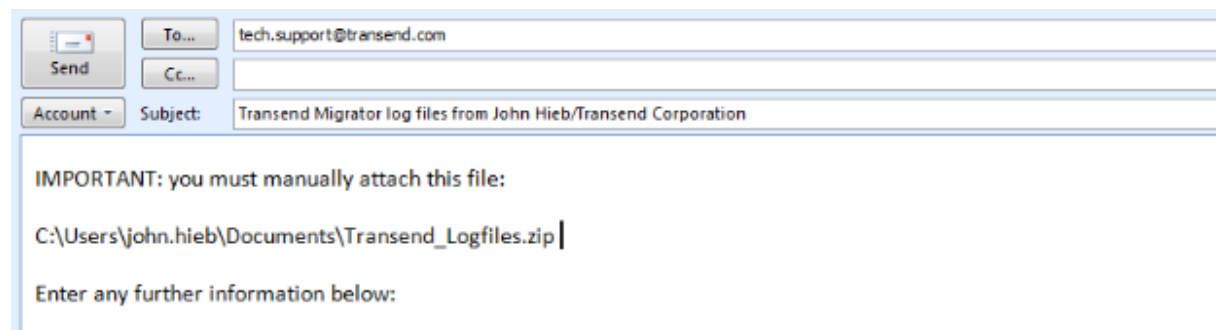 To...
tech.support@transend.com
Send
Cc...
Account
Subject:
Transend Migrator log files from John Hieb/Transend Corporation
IMPORTANT: you must manually attach this file:
C:\Users\john.hieb\Documents\Transend_Logfiles.zip
Enter any further information below: